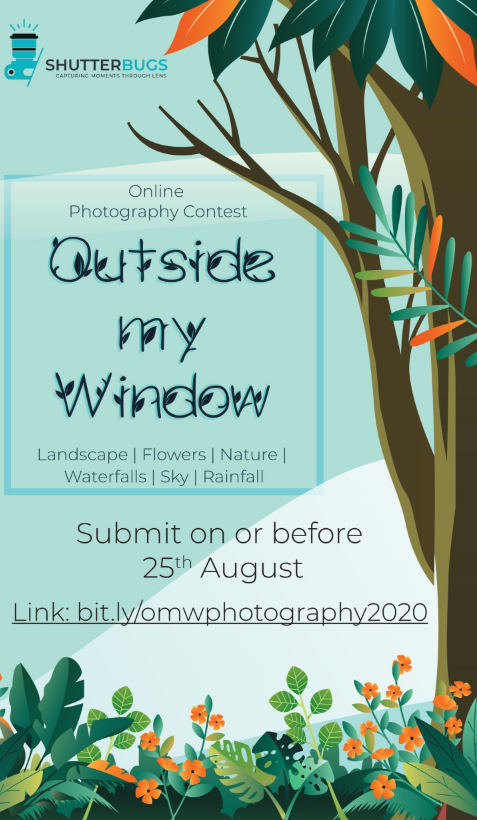 SHUTTERBUGS
CAPTURING MOMENTS THROUGH LENS
Online
Photography Contest
Outside
my
Window
Landscape | Flowers | Nature |
Waterfalls | Sky | Rainfall
Submit on or before
25th August
Link: bit.ly/omwphotography2020